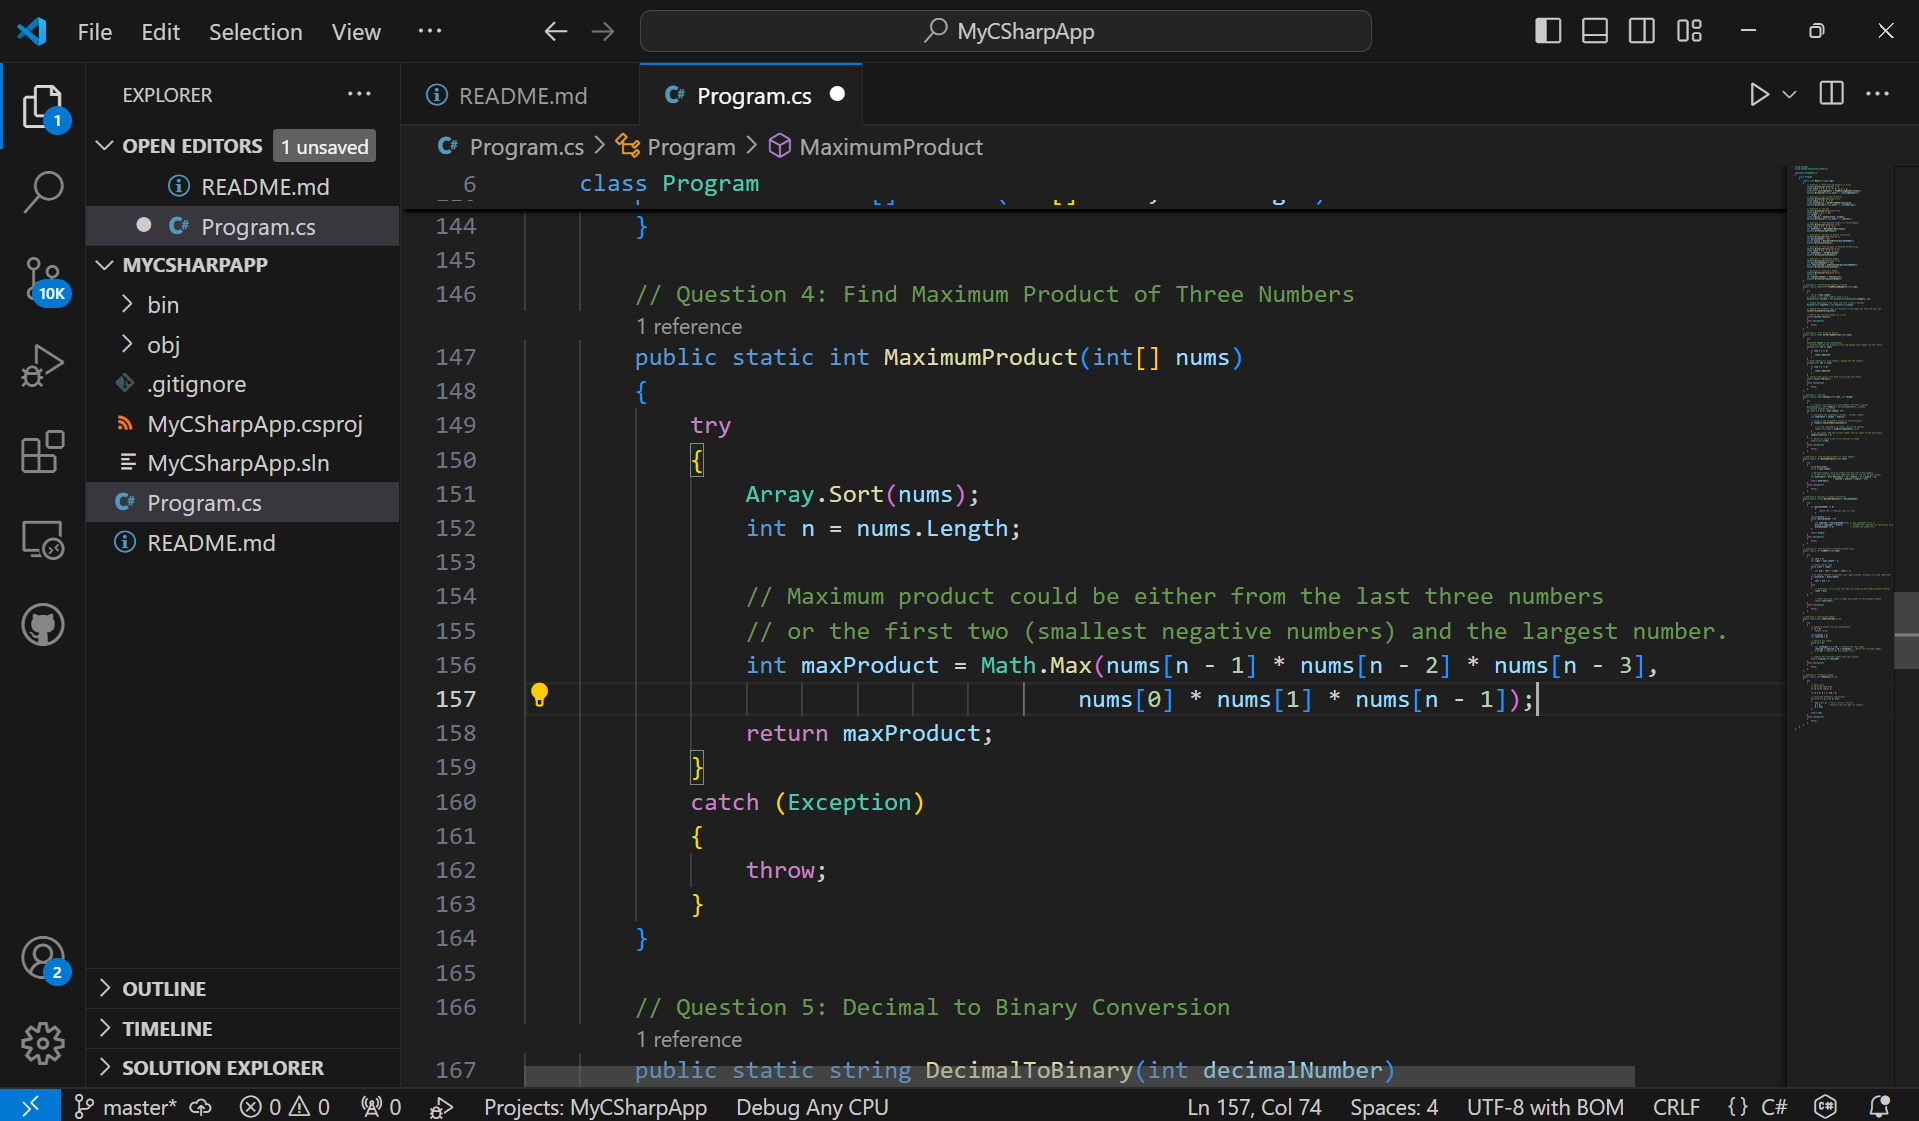 File Edit Selection View ...
MyCSharpApp
EXPLORER
1
OPEN EDITORS 1 unsaved
README.md
Program.cs
MYCSHARPAPP
bin
obj
.gitignore
MyCSharpApp.csproj
MyCSharpApp.sln
Program.cs
README.md
10K
2
OUTLINE
TIMELINE
SOLUTION EXPLORER
README.md Program.cs
Program.cs > Program > MaximumProduct
6 class Program
144 }
145
146 // Question 4: Find Maximum Product of Three Numbers
1 reference
147 public static int MaximumProduct(int[] nums)
148 {
149 try
150 {
151 Array.Sort(nums);
152 int n = nums.Length;
153
154 // Maximum product could be either from the last three numbers
155 // or the first two (smallest negative numbers) and the largest number.
156 int maxProduct = Math.Max(nums[n - 1] * nums[n - 2] * nums[n - 3],
157 nums[0] * nums[1] * nums[n - 1]);
158 return maxProduct;
159 }
160 catch (Exception)
161 {
162 throw;
163 }
164 }
165
166 // Question 5: Decimal to Binary Conversion
1 reference
167 public static string DecimalToBinary(int decimalNumber)
master* 0 0 0 Projects: MyCSharpApp Debug Any CPU Ln 157, Col 74 Spaces: 4 UTF-8 with BOM CRLF {} C#